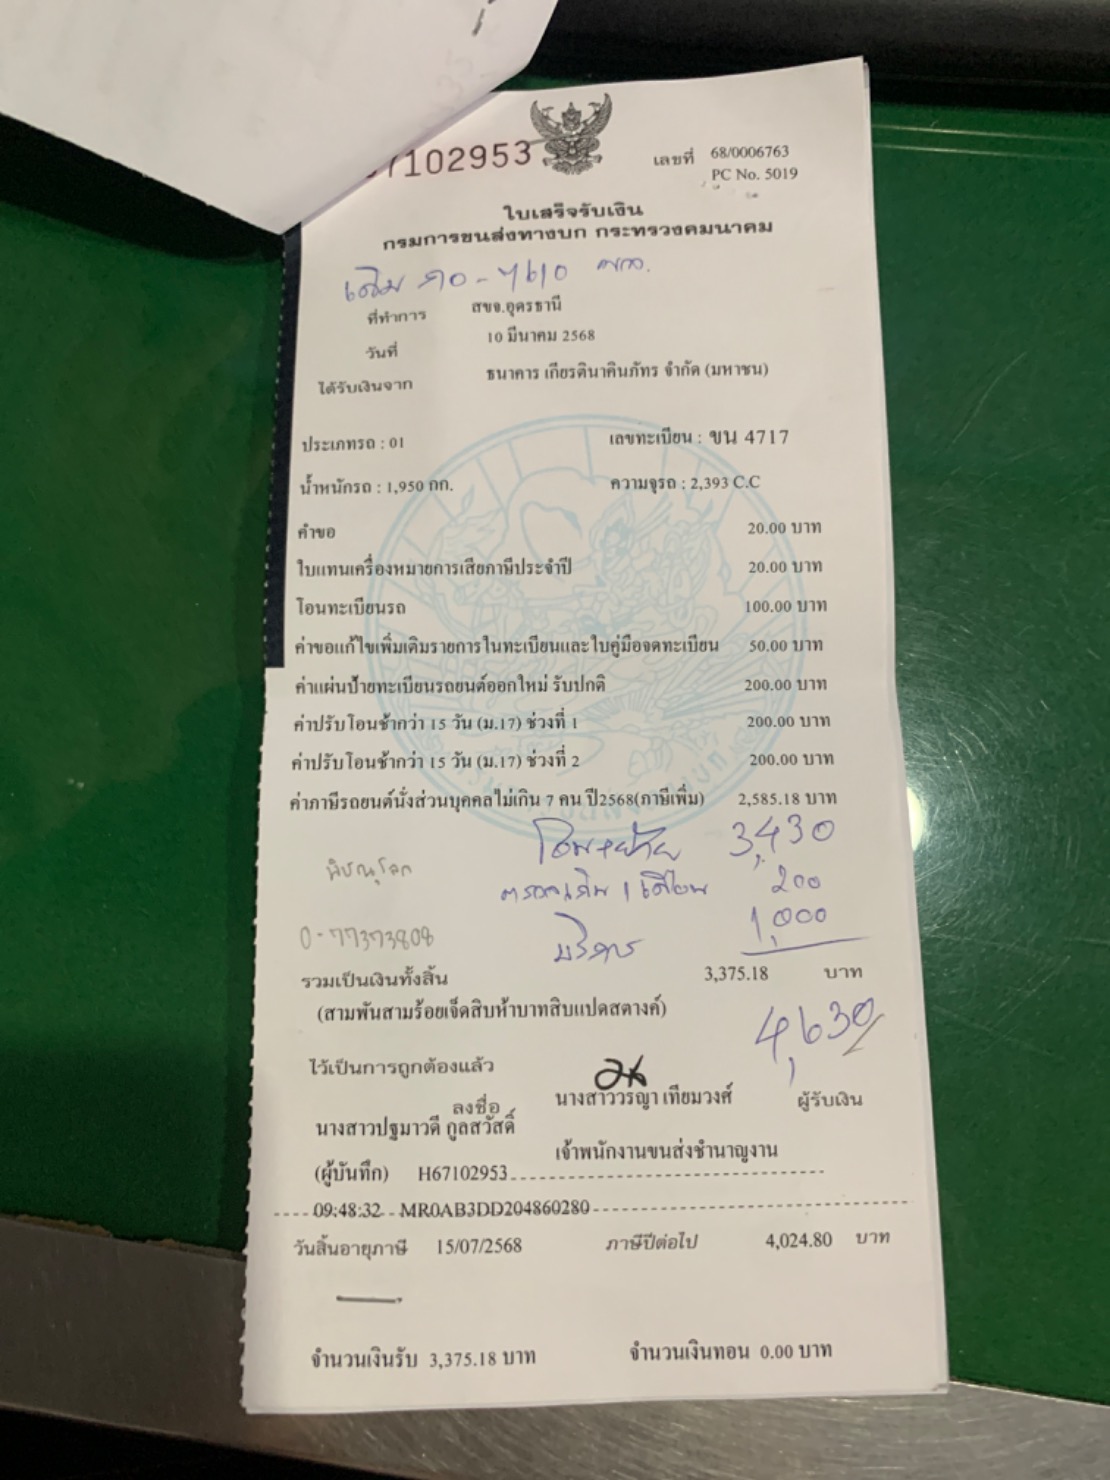 7102953
เลขที่ 68/0006763
PC No. 5019
ใบเสร็จรับเงิน
กรมการขนส่งทางบก กระทรวงคมนาคม
เดิม -7610
ที่ทำการ สขจ.อุดรธานี
วันที่ 10 มีนาคม 2568
ได้รับเงินจาก ธนาคาร เกียรตินาคินภัทร จำกัด (มหาชน)
ประเภทรถ : 01 เลขทะเบียน : ขน 4717
น้ำหนักรถ : 1,950 กก. ความจุรถ : 2,393 C.C
คำขอ 20.00 บาท
ใบแทนเครื่องหมายการเสียภาษีประจำปี 20.00 บาท
โอนทะเบียนรถ 100.00 บาท
ค่าขอแก้ไขเพิ่มเติมรายการในทะเบียนและใบคู่มือจดทะเบียน 50.00 บาท
ค่าแผ่นป้ายทะเบียนรถยนต์ออกใหม่ รับปกติ 200.00 บาท
ค่าปรับโอนช้ากว่า 15 วัน (ม.17) ช่วงที่ 1 200.00 บาท
ค่าปรับโอนช้ากว่า 15 วัน (ม.17) ช่วงที่ 2 200.00 บาท
ค่าภาษีรถยนต์นั่งส่วนบุคคลไม่เกิน 7 คน ปี2568(ภาษีเพิ่ม) 2,585.18 บาท
โอน+ย้าย 3,430
พิษณุโลก
1 เดือน 200
0-77373808
บริการ 1,000
รวมเป็นเงินทั้งสิ้น 3,375.18 บาท
(สามพันสามร้อยเจ็ดสิบห้าบาทสิบแปดสตางค์)
4,630
ไว้เป็นการถูกต้องแล้ว
ลงชื่อ นางสาววรญา เทียมวงศ์ ผู้รับเงิน
นางสาวปฐมาวดี กูลสวัสดิ์
เจ้าพนักงานขนส่งชำนาญงาน
(ผู้บันทึก) H67102953
09:48:32 MR0AB3DD204860280
วันสิ้นอายุภาษี 15/07/2568 ภาษีปีต่อไป 4,024.80 บาท
จำนวนเงินรับ 3,375.18 บาท จำนวนเงินทอน 0.00 บาท